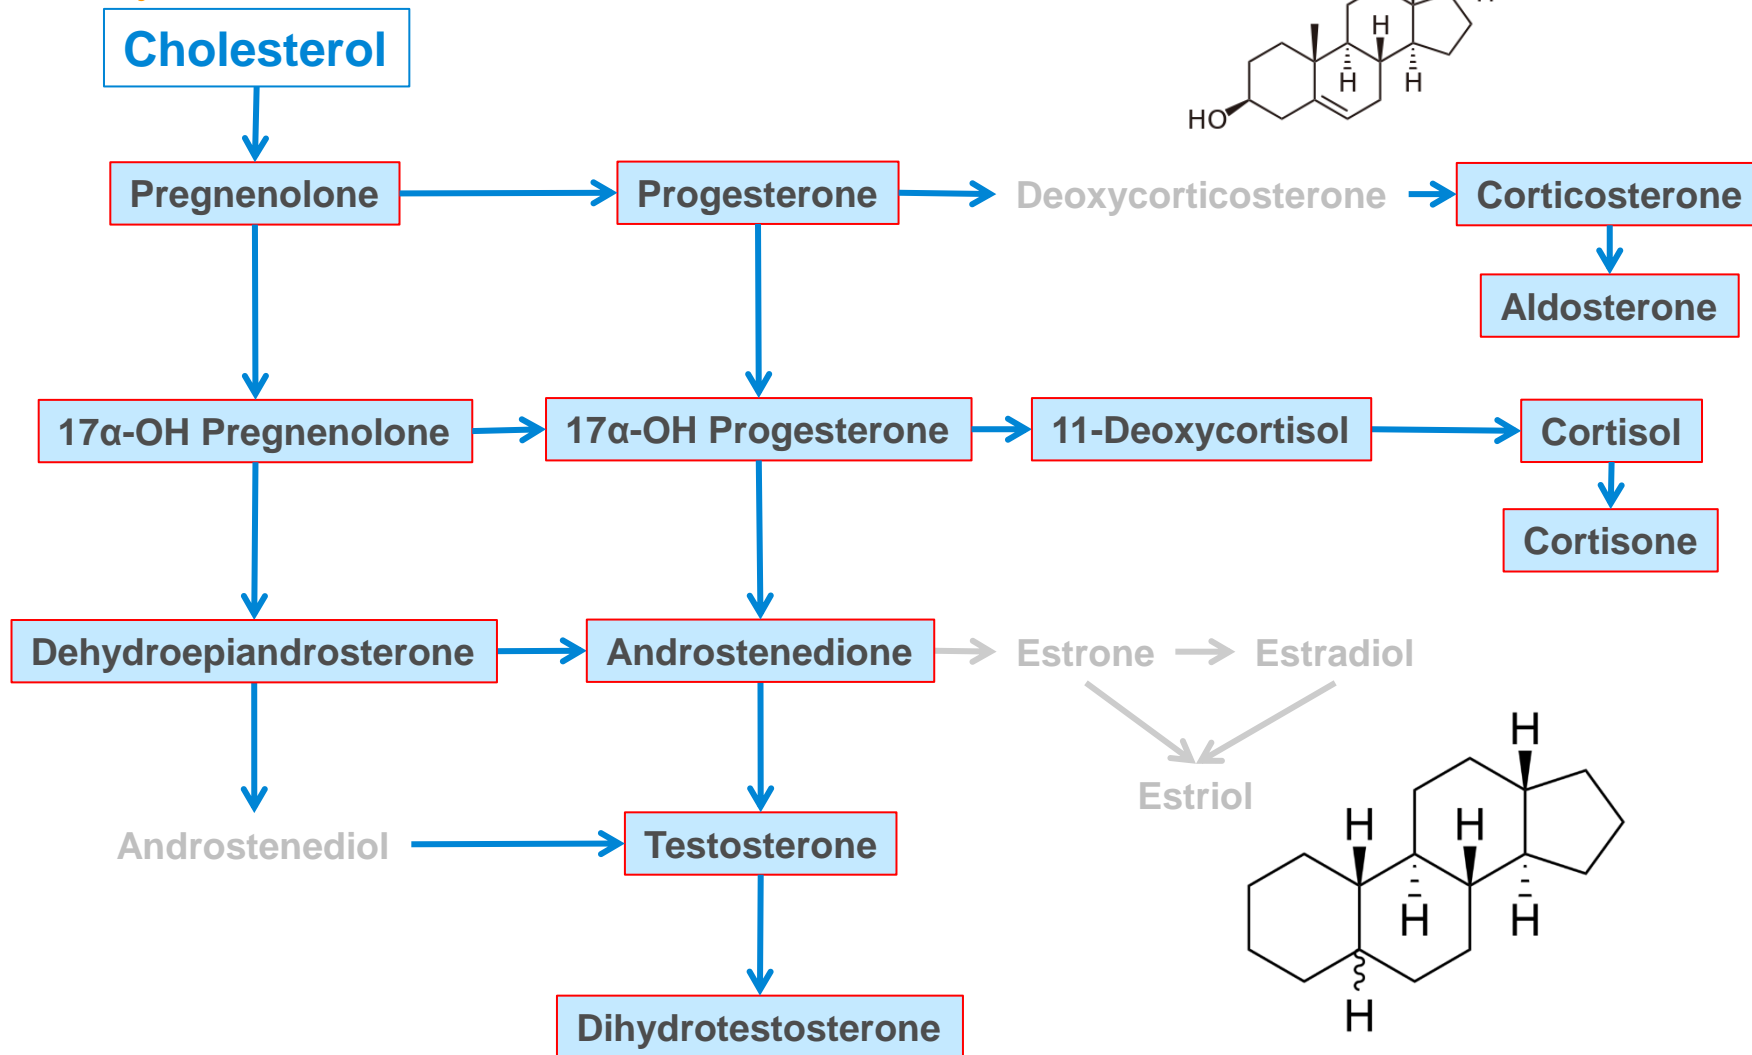 Cholesterol
H
H
H
H
HO
Pregnenolone
Progesterone
Deoxycorticosterone
Corticosterone
Aldosterone
17α-OH Pregnenolone
17α-OH Progesterone
11-Deoxycortisol
Cortisol
Cortisone
Dehydroepiandrosterone
Androstenedione
Estrone
Estradiol
Estriol
Androstenediol
Testosterone
Dihydrotestosterone
H
H
H
H
H
H